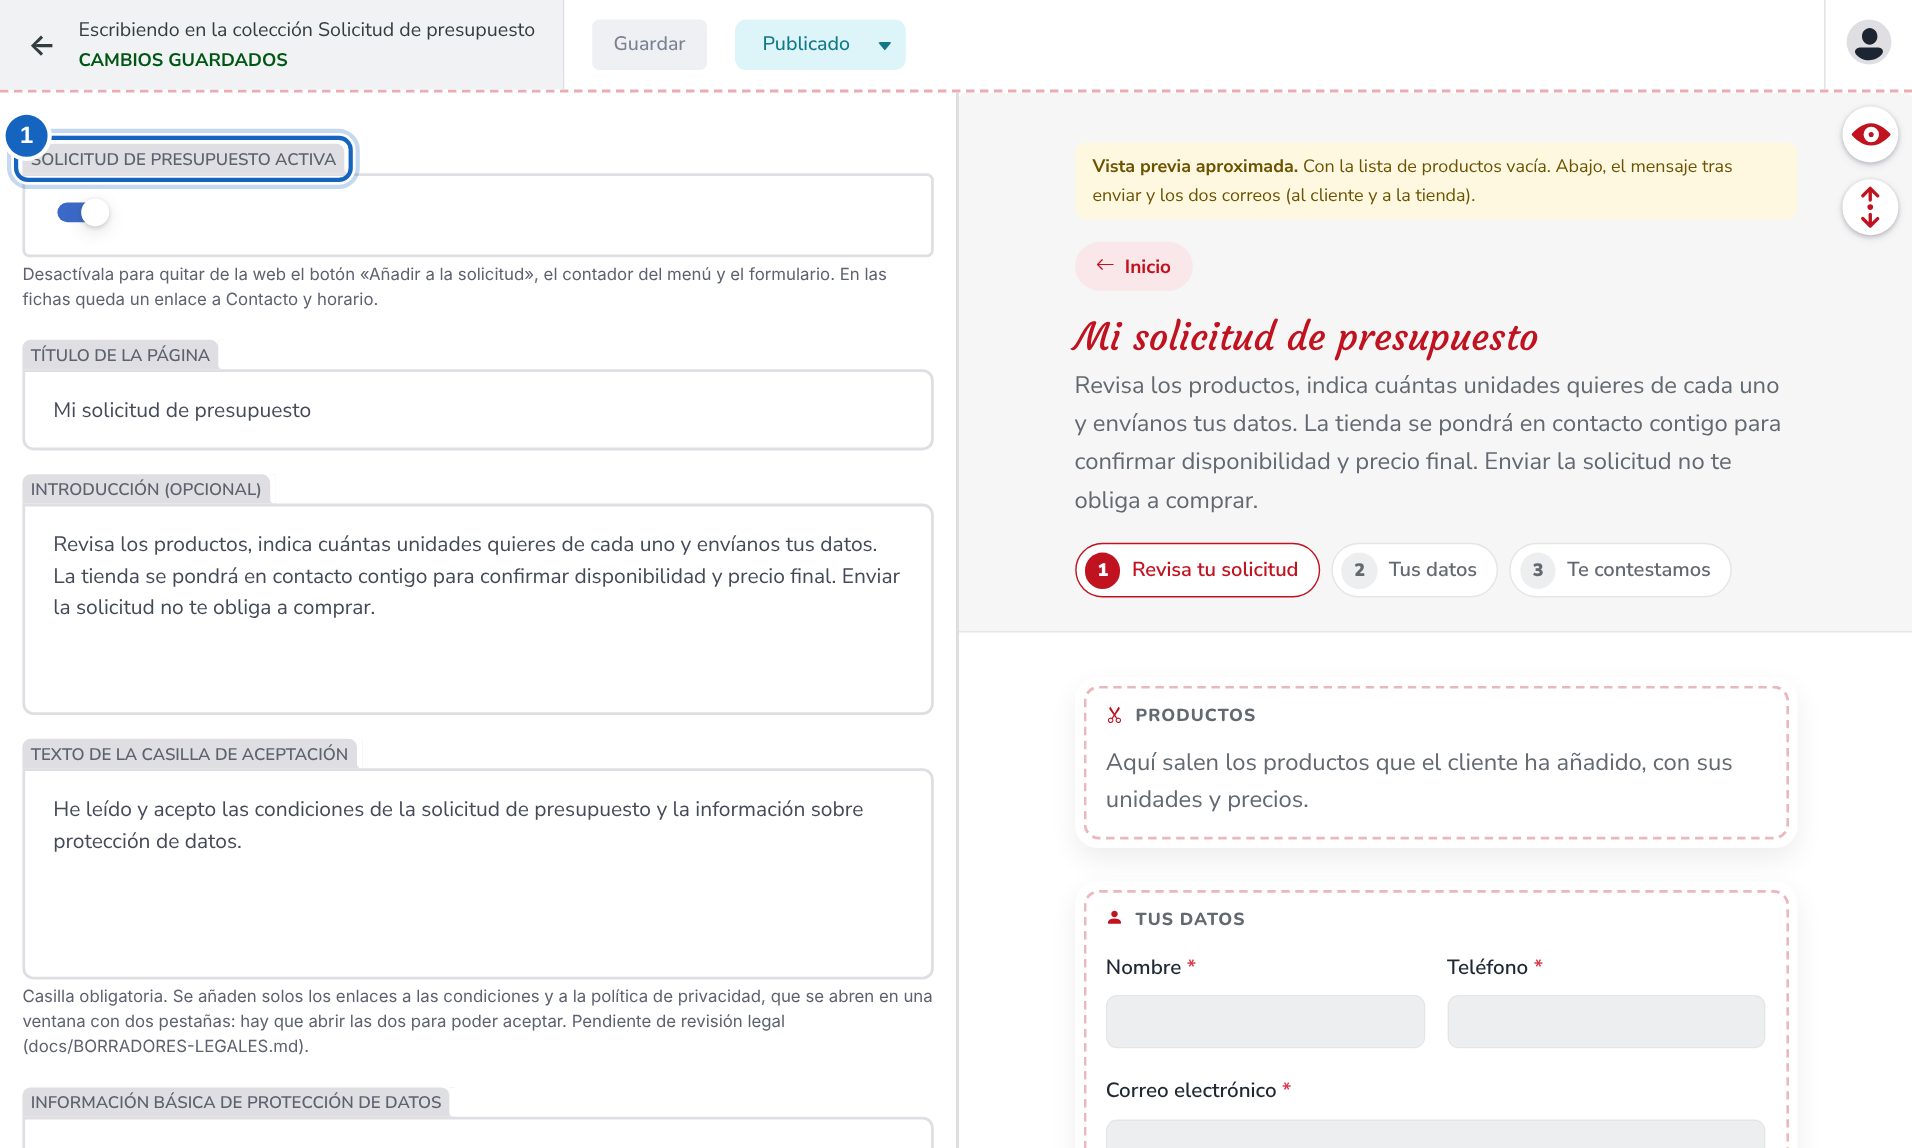 Escribiendo en la colección Solicitud de presupuesto
CAMBIOS GUARDADOS
Guardar
Publicado
1
SOLICITUD DE PRESUPUESTO ACTIVA
Desactívala para quitar de la web el botón «Añadir a la solicitud», el contador del menú y el formulario. En las
fichas queda un enlace a Contacto y horario.
TÍTULO DE LA PÁGINA
Mi solicitud de presupuesto
INTRODUCCIÓN (OPCIONAL)
Revisa los productos, indica cuántas unidades quieres de cada uno y envíanos tus datos.
La tienda se pondrá en contacto contigo para confirmar disponibilidad y precio final. Enviar
la solicitud no te obliga a comprar.
TEXTO DE LA CASILLA DE ACEPTACIÓN
He leído y acepto las condiciones de la solicitud de presupuesto y la información sobre
protección de datos.
Casilla obligatoria. Se añaden solos los enlaces a las condiciones y a la política de privacidad, que se abren en una
ventana con dos pestañas: hay que abrir las dos para poder aceptar. Pendiente de revisión legal
(docs/BORRADORES-LEGALES.md).
INFORMACIÓN BÁSICA DE PROTECCIÓN DE DATOS
Vista previa aproximada. Con la lista de productos vacía. Abajo, el mensaje tras
enviar y los dos correos (al cliente y a la tienda).
← Inicio
Mi solicitud de presupuesto
Revisa los productos, indica cuántas unidades quieres de cada uno
y envíanos tus datos. La tienda se pondrá en contacto contigo para
confirmar disponibilidad y precio final. Enviar la solicitud no te
obliga a comprar.
1 Revisa tu solicitud
2 Tus datos
3 Te contestamos
PRODUCTOS
Aquí salen los productos que el cliente ha añadido, con sus
unidades y precios.
TUS DATOS
Nombre *
Teléfono *
Correo electrónico *